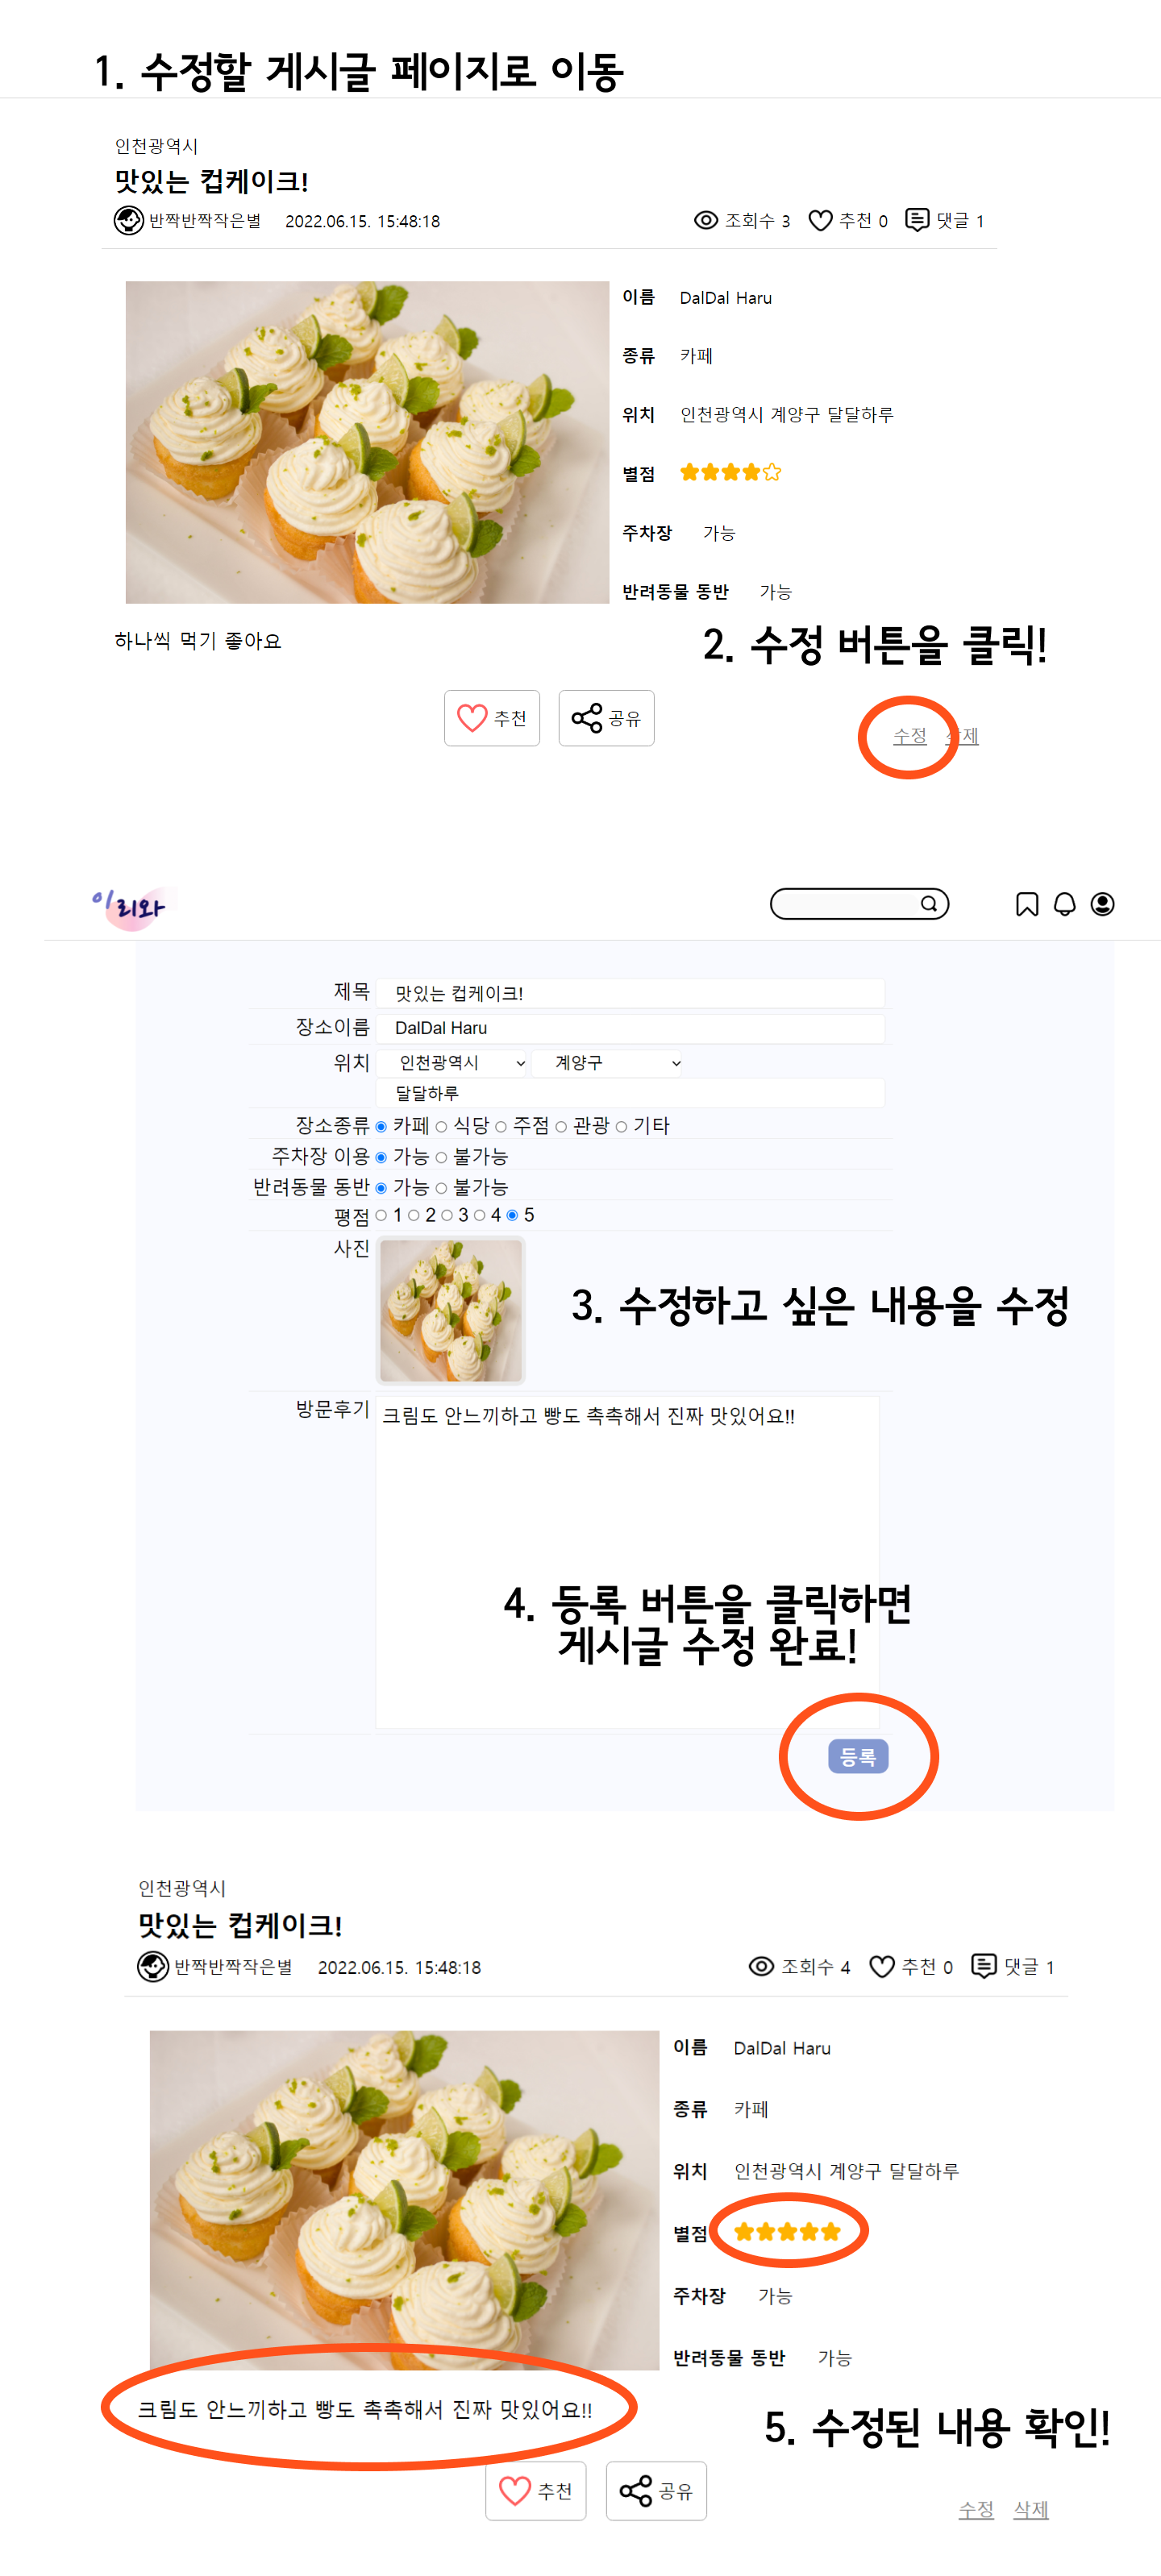 1. 수정할 게시글 페이지로 이동
인천광역시
맛있는 컵케이크!
반짝반짝작은별 2022.06.15. 15:48:18 조회수 3 추천 0 댓글 1
이름 DalDal Haru
종류 카페
위치 인천광역시 계양구 달달하루
별점
주차장 가능
반려동물 동반 가능
하나씩 먹기 좋아요
2. 수정 버튼을 클릭!
추천 공유 수정 삭제
이리와
제목 맛있는 컵케이크!
장소이름 DalDal Haru
위치 인천광역시 계양구
달달하루
장소종류 카페 식당 주점 관광 기타
주차장 이용 가능 불가능
반려동물 동반 가능 불가능
평점 1 2 3 4 5
사진
3. 수정하고 싶은 내용을 수정
방문후기 크림도 안느끼하고 빵도 촉촉해서 진짜 맛있어요!!
4. 등록 버튼을 클릭하면
게시글 수정 완료!
등록
인천광역시
맛있는 컵케이크!
반짝반짝작은별 2022.06.15. 15:48:18 조회수 4 추천 0 댓글 1
이름 DalDal Haru
종류 카페
위치 인천광역시 계양구 달달하루
별점
주차장 가능
반려동물 동반 가능
크림도 안느끼하고 빵도 촉촉해서 진짜 맛있어요!!
5. 수정된 내용 확인!
추천 공유 수정 삭제